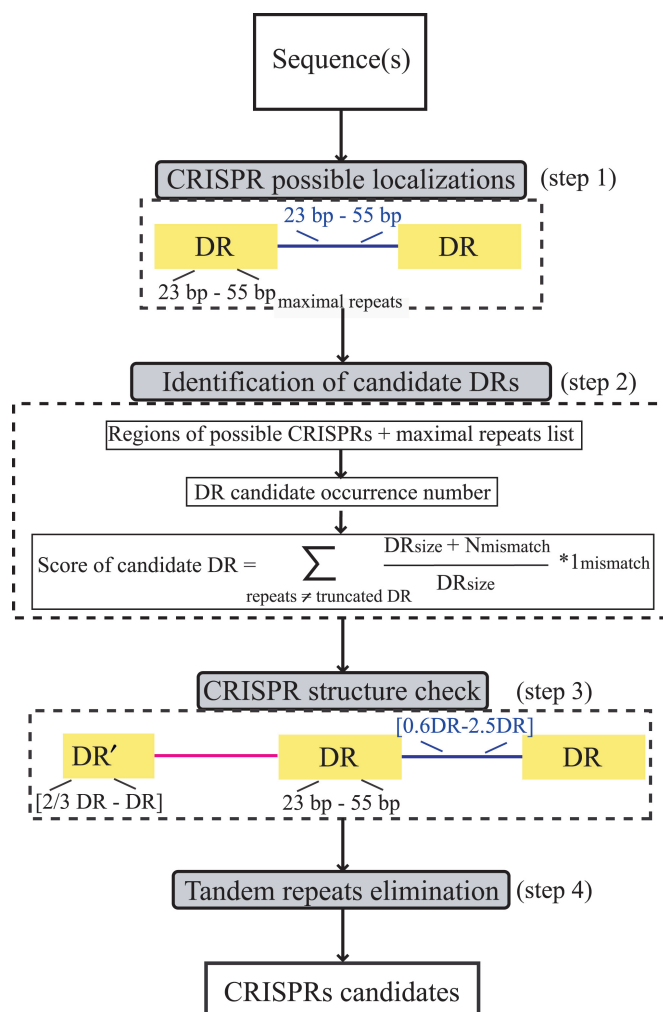 Sequence(s)
CRISPR possible localizations (step 1)
23 bp - 55 bp
DR DR
23 bp - 55 bp
maximal repeats
Identification of candidate DRs (step 2)
Regions of possible CRISPRs + maximal repeats list
DR candidate occurrence number
Score of candidate DR = ∑ DRsize + Nmismatch / DRsize *1mismatch
repeats ≠ truncated DR
CRISPR structure check (step 3)
[0.6DR-2.5DR]
DR′ DR DR
[2/3 DR - DR] 23 bp - 55 bp
Tandem repeats elimination (step 4)
CRISPRs candidates